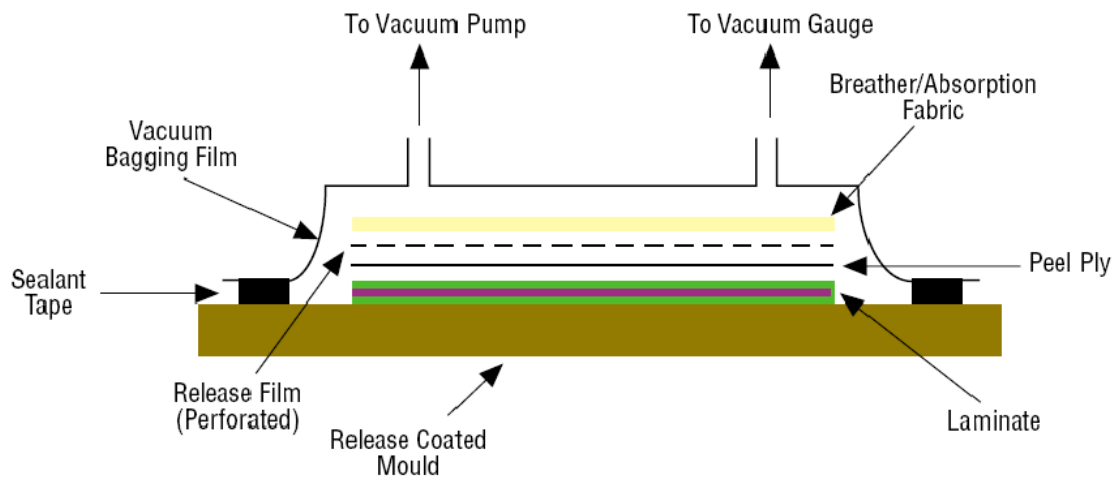 To Vacuum Pump
To Vacuum Gauge
Breather/Absorption
Fabric
Vacuum
Bagging Film
Peel Ply
Sealant
Tape
Release Film
(Perforated)
Laminate
Release Coated
Mould